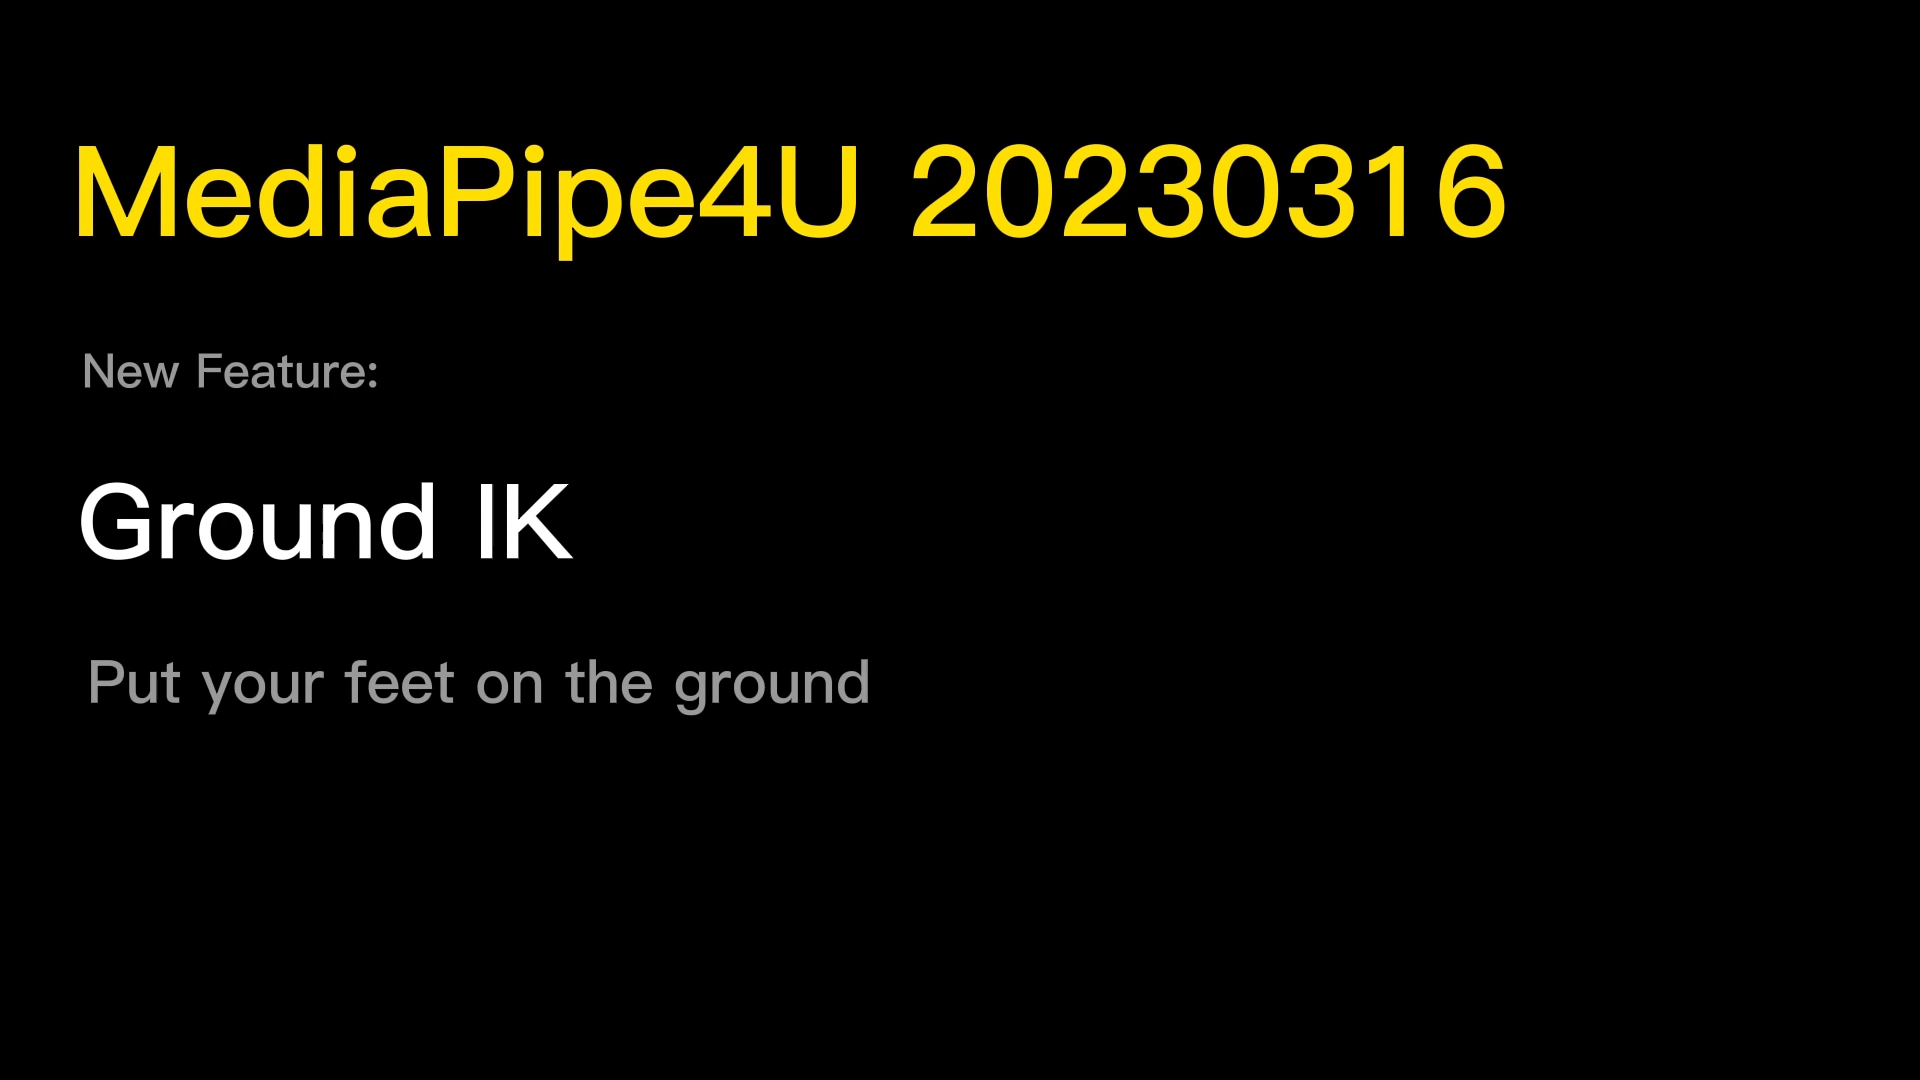 MediaPipe4U 20230316
New Feature:
Ground IK
Put your feet on the ground